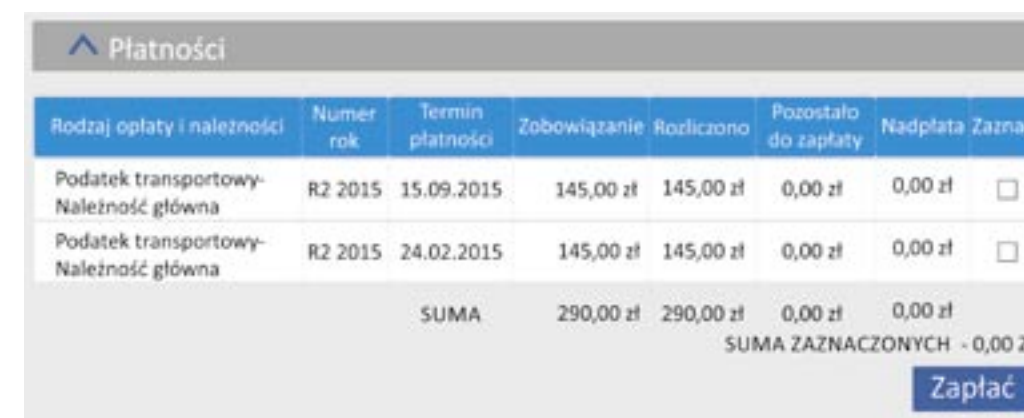 Płatności
Rodzaj opłaty i należności Numer rok Termin płatności Zobowiązanie Rozliczono Pozostało do zapłaty Nadpłata Zazna
Podatek transportowy-
Należność główna R2 2015 15.09.2015 145,00 zł 145,00 zł 0,00 zł 0,00 zł
Podatek transportowy-
Należność główna R2 2015 24.02.2015 145,00 zł 145,00 zł 0,00 zł 0,00 zł
SUMA 290,00 zł 290,00 zł 0,00 zł 0,00 zł
SUMA ZAZNACZONYCH - 0,00
Zapłać